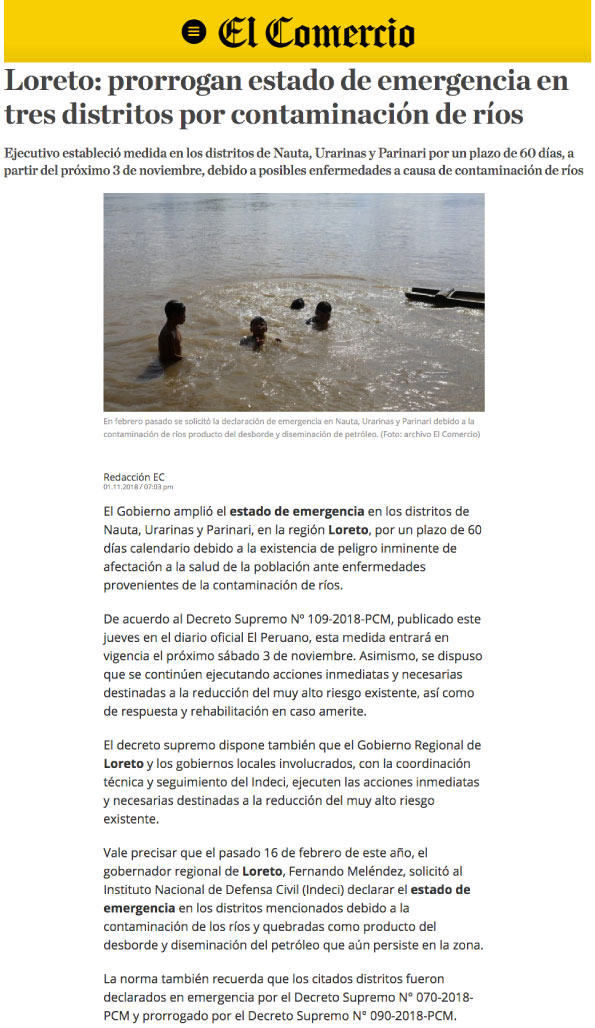 El Comercio
Loreto: prorrogan estado de emergencia en
tres distritos por contaminación de ríos
Ejecutivo estableció medida en los distritos de Nauta, Urarinas y Parinari por un plazo de 60 días, a
partir del próximo 3 de noviembre, debido a posibles enfermedades a causa de contaminación de ríos
En febrero pasado se solicitó la declaración de emergencia en Nauta, Urarinas y Parinari debido a la
contaminación de ríos producto del desborde y diseminación de petróleo. (Foto: archivo El Comercio)
Redacción EC
01.11.2018 / 07:03 pm
El Gobierno amplió el estado de emergencia en los distritos de
Nauta, Urarinas y Parinari, en la región Loreto, por un plazo de 60
días calendario debido a la existencia de peligro inminente de
afectación a la salud de la población ante enfermedades
provenientes de la contaminación de ríos.
De acuerdo al Decreto Supremo Nº 109-2018-PCM, publicado este
jueves en el diario oficial El Peruano, esta medida entrará en
vigencia el próximo sábado 3 de noviembre. Asimismo, se dispuso
que se continúen ejecutando acciones inmediatas y necesarias
destinadas a la reducción del muy alto riesgo existente, así como
de respuesta y rehabilitación en caso amerite.
El decreto supremo dispone también que el Gobierno Regional de
Loreto y los gobiernos locales involucrados, con la coordinación
técnica y seguimiento del Indeci, ejecuten las acciones inmediatas
y necesarias destinadas a la reducción del muy alto riesgo
existente.
Vale precisar que el pasado 16 de febrero de este año, el
gobernador regional de Loreto, Fernando Meléndez, solicitó al
Instituto Nacional de Defensa Civil (Indeci) declarar el estado de
emergencia en los distritos mencionados debido a la
contaminación de los ríos y quebradas como producto del
desborde y diseminación del petróleo que aún persiste en la zona.
La norma también recuerda que los citados distritos fueron
declarados en emergencia por el Decreto Supremo N° 070-2018-
PCM y prorrogado por el Decreto Supremo N° 090-2018-PCM.